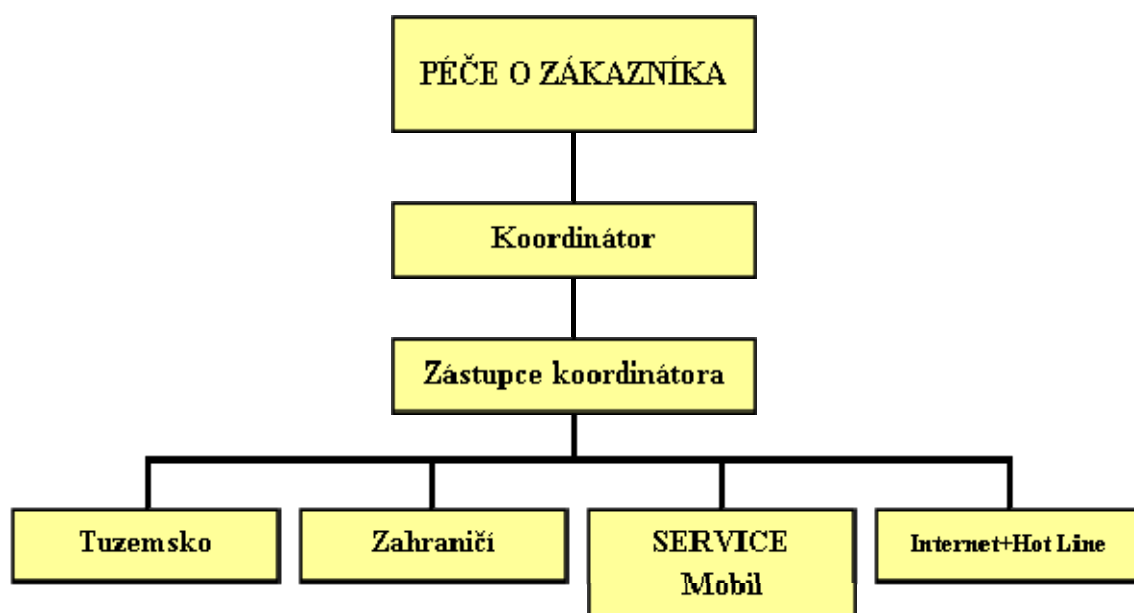 PÉČE O ZÁKAZNÍKA
Koordinátor
Zástupce koordinátora
Tuzemsko
Zahraničí
SERVICE
Mobil
Internet+Hot Line